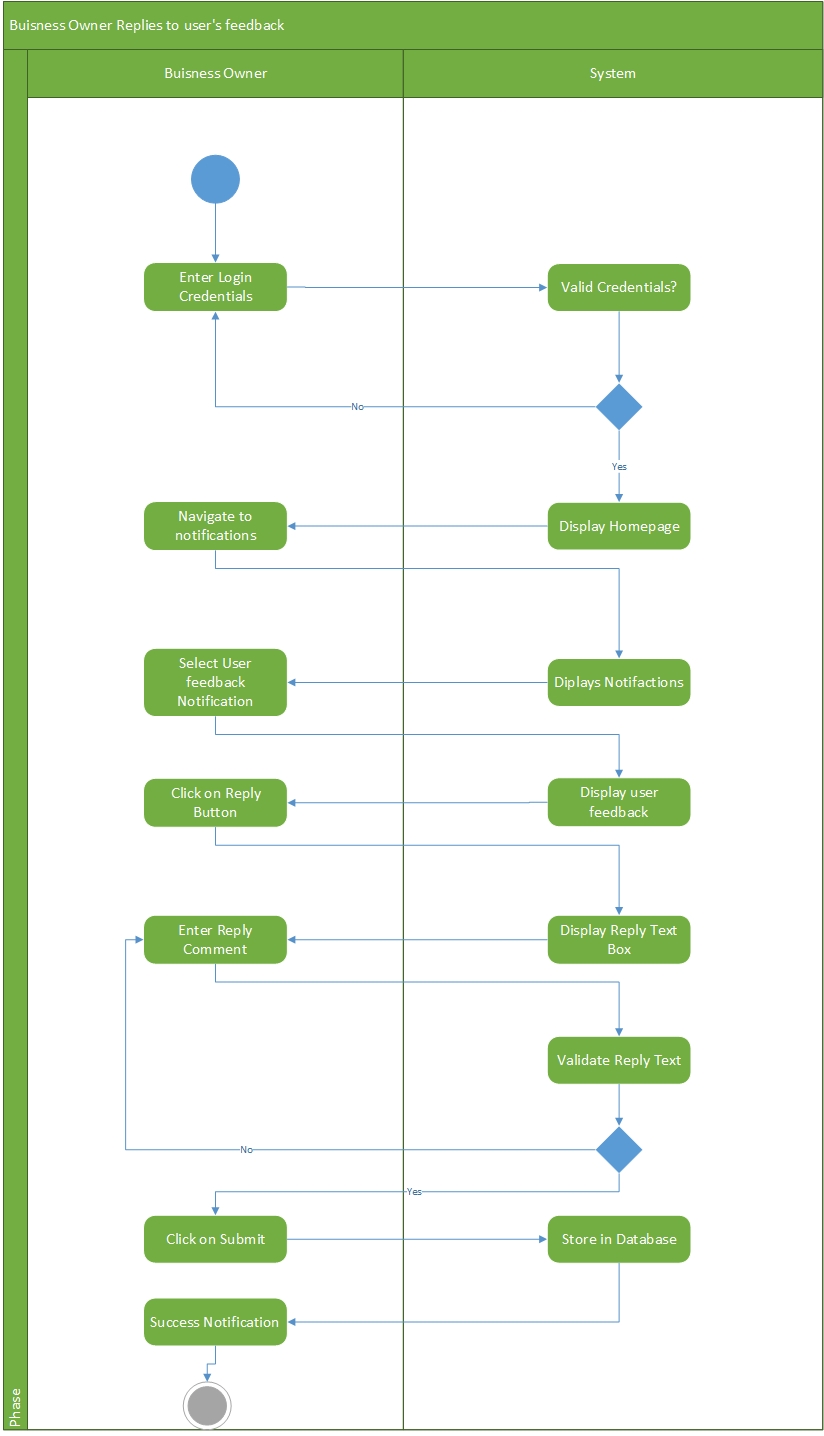 Buisness Owner Replies to user's feedback
Buisness Owner
System
Enter Login
Credentials
Valid Credentials?
No
Yes
Navigate to
notifications
Display Homepage
Select User
feedback
Notification
Diplays Notifactions
Click on Reply
Button
Display user
feedback
Enter Reply
Comment
Display Reply Text
Box
Validate Reply Text
No
Yes
Click on Submit
Store in Database
Success Notification
Phase